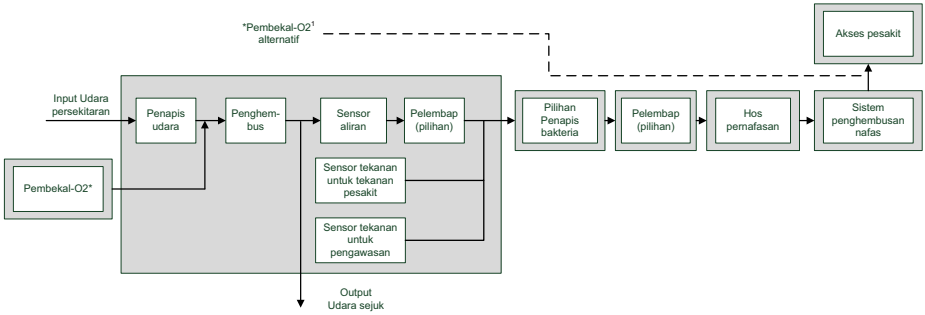 *Pembekal-O2¹
alternatif
Akses pesakit
Input Udara
persekitaran
Penapis
udara
Penghem-
bus
Sensor
aliran
Pelembap
(pilihan)
Pilihan
Penapis
bakteria
Pelembap
(pilihan)
Hos
pernafasan
Sistem
penghembusan
nafas
Pembekal-O2*
Sensor tekanan
untuk tekanan
pesakit
Sensor tekanan
untuk
pengawasan
Output
Udara sejuk